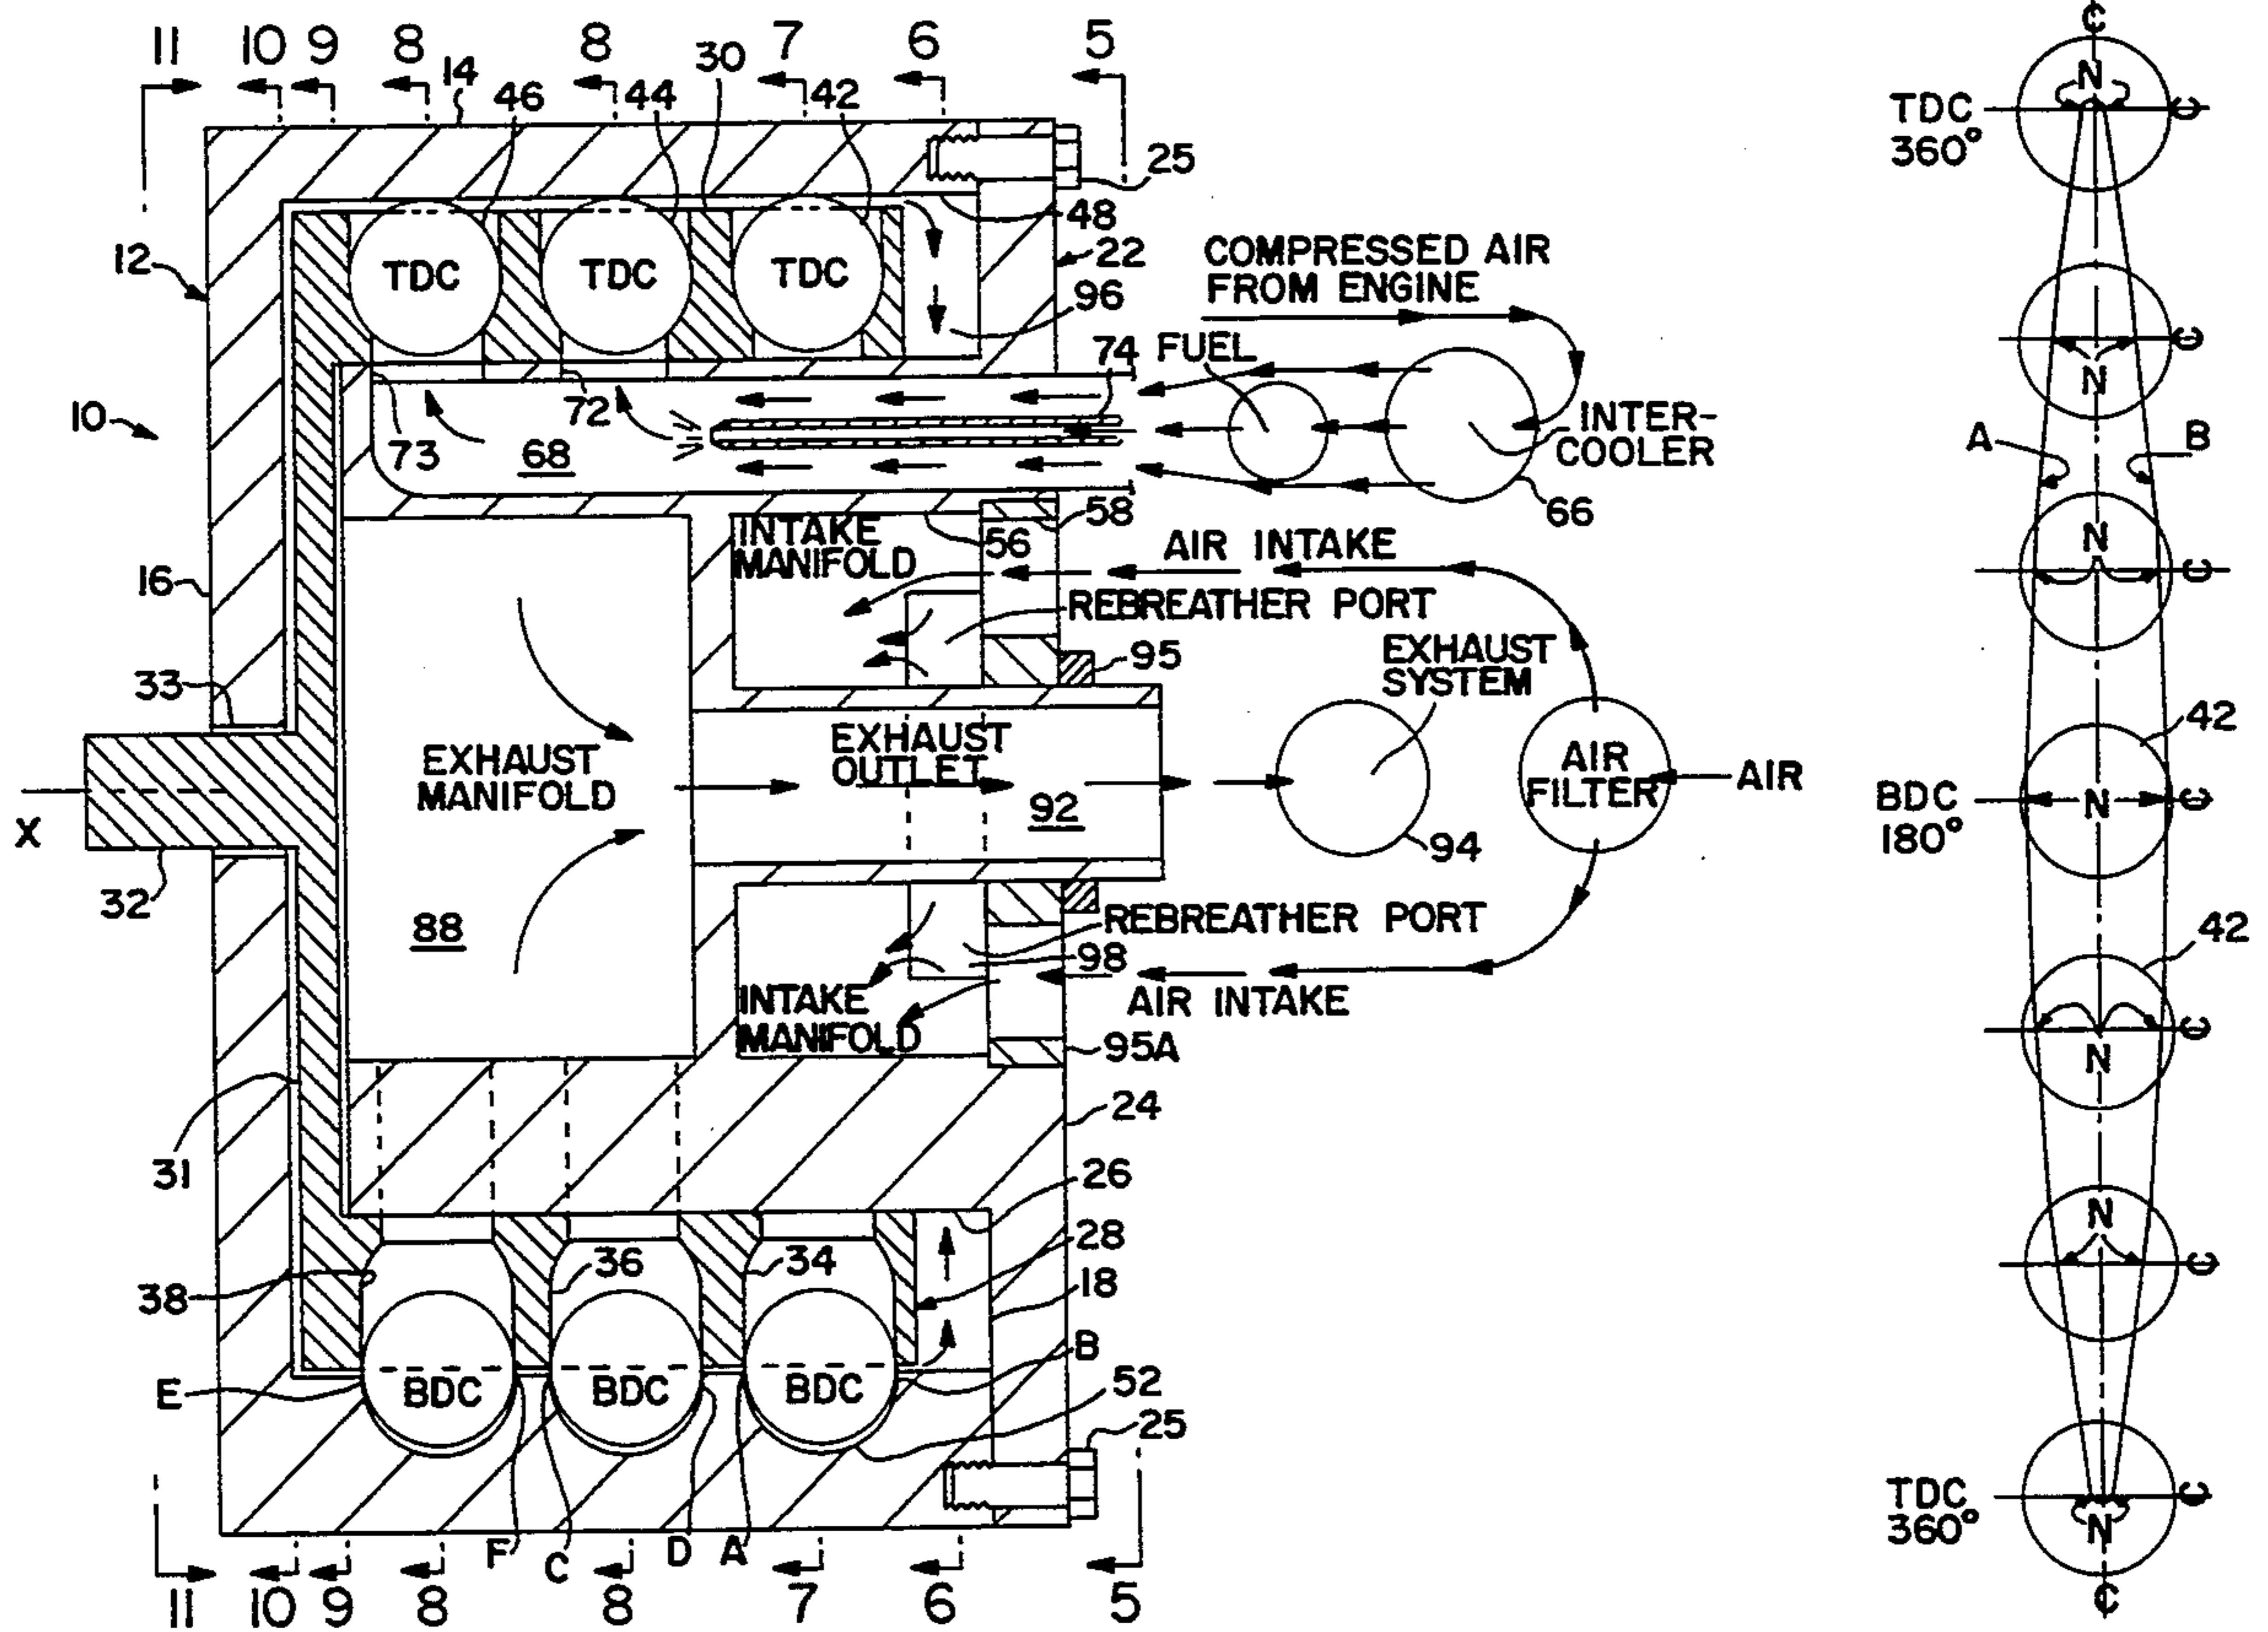 11 10 9 8 8 7 6 5
14 46 44 30 42
25
48
12
TDC TDC TDC
22
96
COMPRESSED AIR
FROM ENGINE
74 FUEL
10
73
72
68
INTER-
COOLER
66
58
56
INTAKE
MANIFOLD
AIR INTAKE
16
REBREATHER PORT
EXHAUST
SYSTEM
95
33
EXHAUST
MANIFOLD
EXHAUST
OUTLET
92
AIR
FILTER
AIR
94
X
32
88
REBREATHER PORT
98
INTAKE
MANIFOLD
AIR INTAKE
95A
24
31
26
28
38
36
34
18
B
E
BDC BDC BDC
52
25
F C D A
11 10 9 8 8 7 6 5
C
TDC
360°
N
C
N
C
A B
N
C
42
BDC
180°
N
C
42
N
C
N
C
TDC
360°
N
C
C